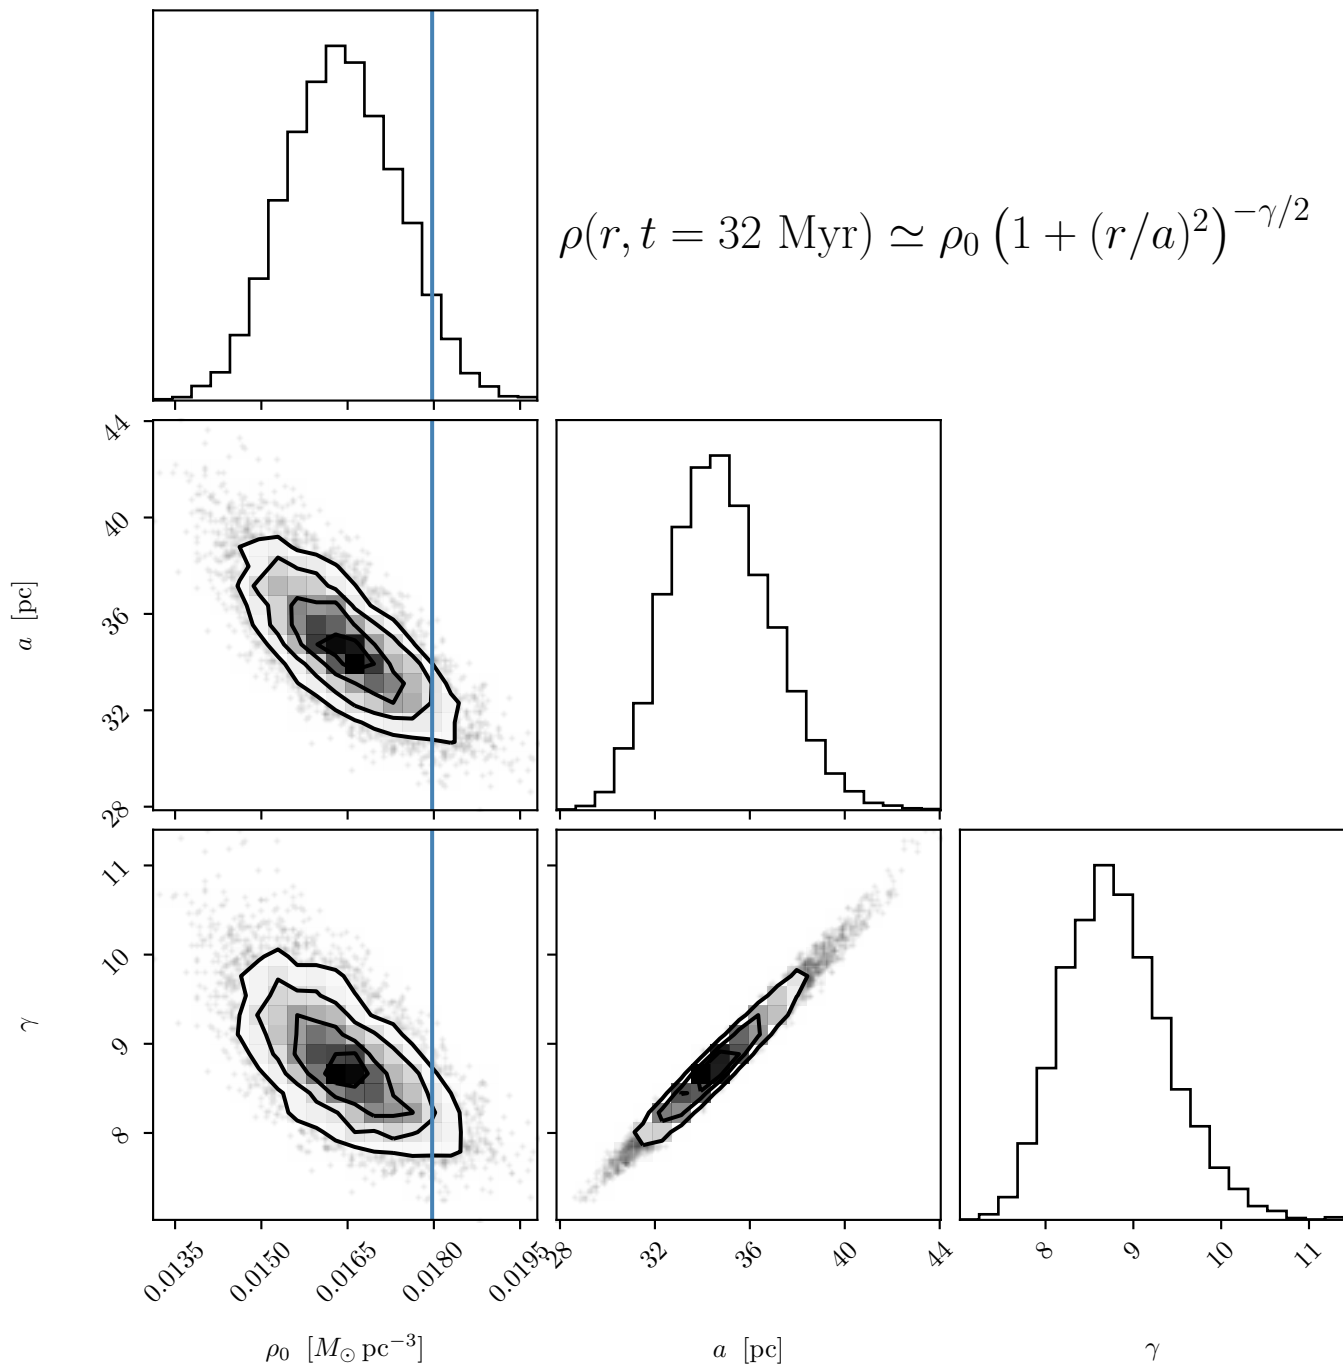 ρ(r, t = 32 Myr) ≃ ρ₀ (1 + (r/a)²)^{−γ/2}
44
40
36
32
28
a [pc]
11
10
9
8
γ
0.0135 0.0150 0.0165 0.0180 0.0195
28 32 36 40 44
8 9 10 11
ρ₀ [M☉ pc⁻³]
a [pc]
γ